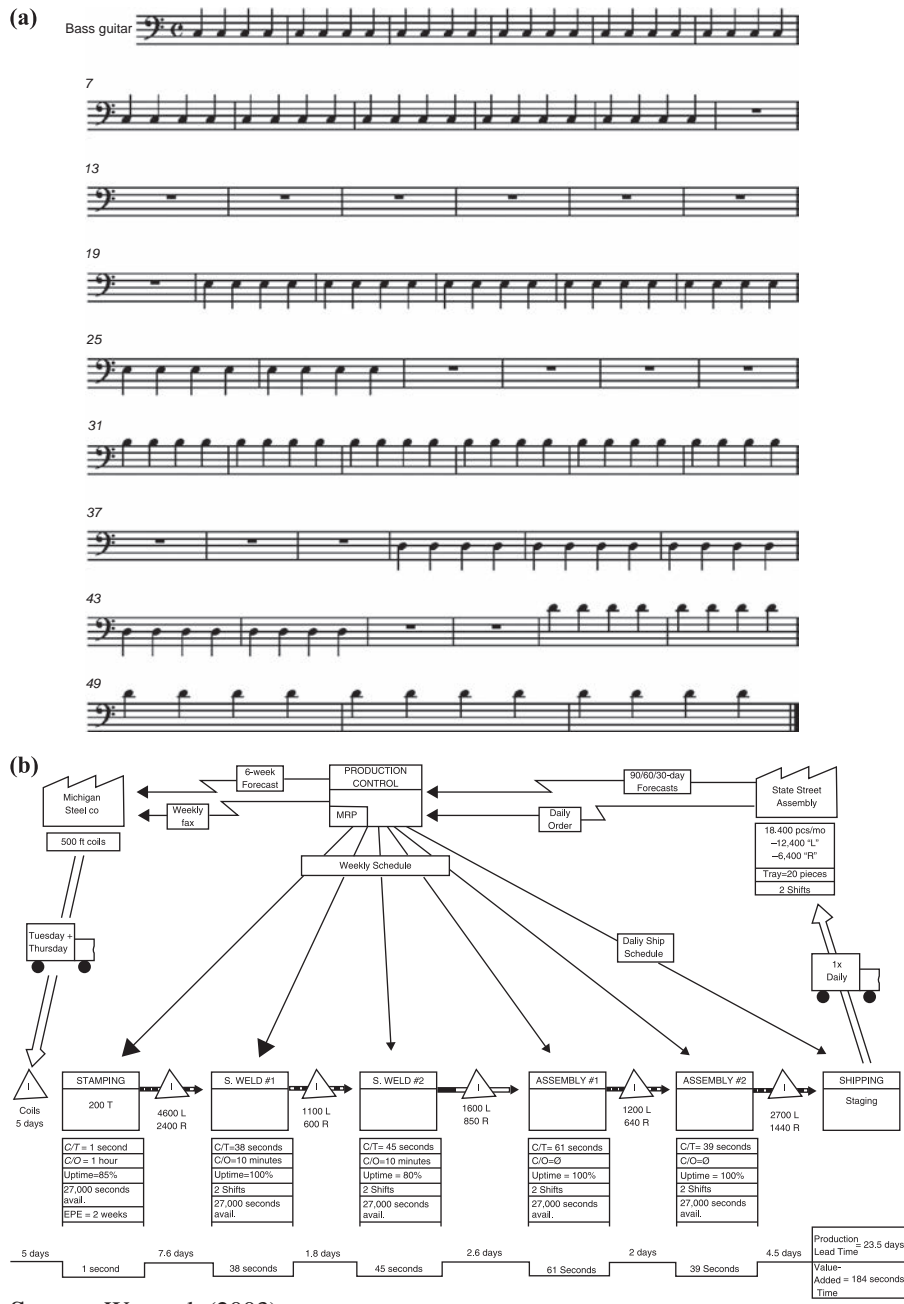 (a)
Bass guitar
7
13
19
25
31
37
43
49
(b)
Michigan
Steel co
500 ft coils
6-week
Forecast
Weekly
fax
PRODUCTION
CONTROL
MRP
90/60/30-day
Forecasts
Daily
Order
State Street
Assembly
18.400 pcs/mo
–12,400 “L”
–6,400 “R”
Tray=20 pieces
2 Shifts
Weekly Schedule
Tuesday +
Thursday
Daliy Ship
Schedule
1x
Daily
I
Coils
5 days
STAMPING
200 T
C/T = 1 second
C/O = 1 hour
Uptime=85%
27,000 seconds
avail.
EPE = 2 weeks
I
4600 L
2400 R
S. WELD #1
C/T=38 seconds
C/O=10 minutes
Uptime=100%
2 Shifts
27,000 seconds
avail.
I
1100 L
600 R
S. WELD #2
C/T= 45 seconds
C/O=10 minutes
Uptime = 80%
2 Shifts
27,000 seconds
avail.
I
1600 L
850 R
ASSEMBLY #1
C/T= 61 seconds
C/O=Ø
Uptime = 100%
2 Shifts
27,000 seconds
avail.
I
1200 L
640 R
ASSEMBLY #2
C/T= 39 seconds
C/O=Ø
Uptime = 100%
2 Shifts
27,000 seconds
avail.
I
2700 L
1440 R
SHIPPING
Staging
5 days
1 second
7.6 days
38 seconds
1.8 days
45 seconds
2.6 days
61 Seconds
2 days
39 Seconds
4.5 days
Production
Lead Time = 23.5 days
Value-
Added = 184 seconds
Time